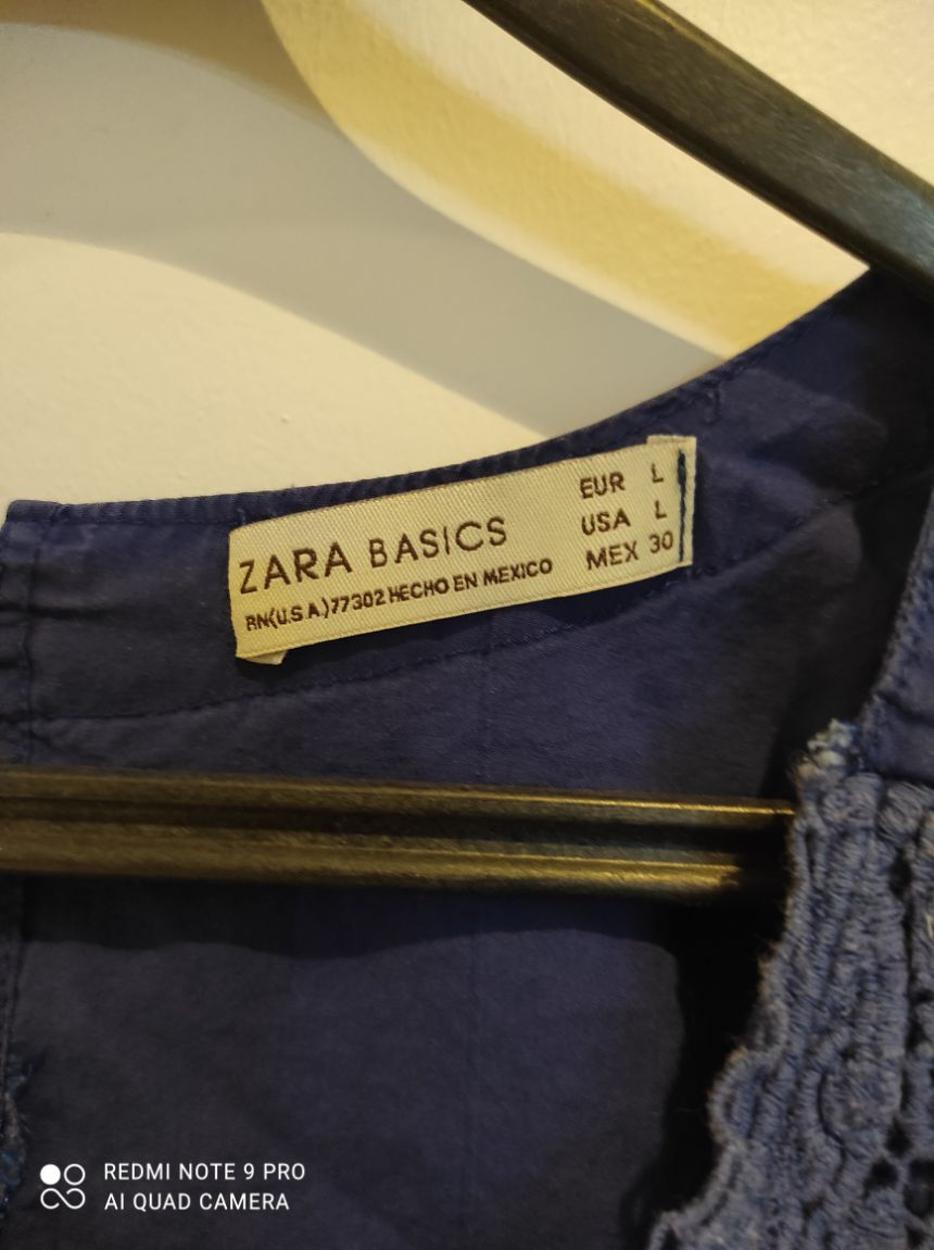 ZARA BASICS
RN(U.S.A.)77302 HECHO EN MEXICO
EUR L
USA L
MEX 30
REDMI NOTE 9 PRO
AI QUAD CAMERA